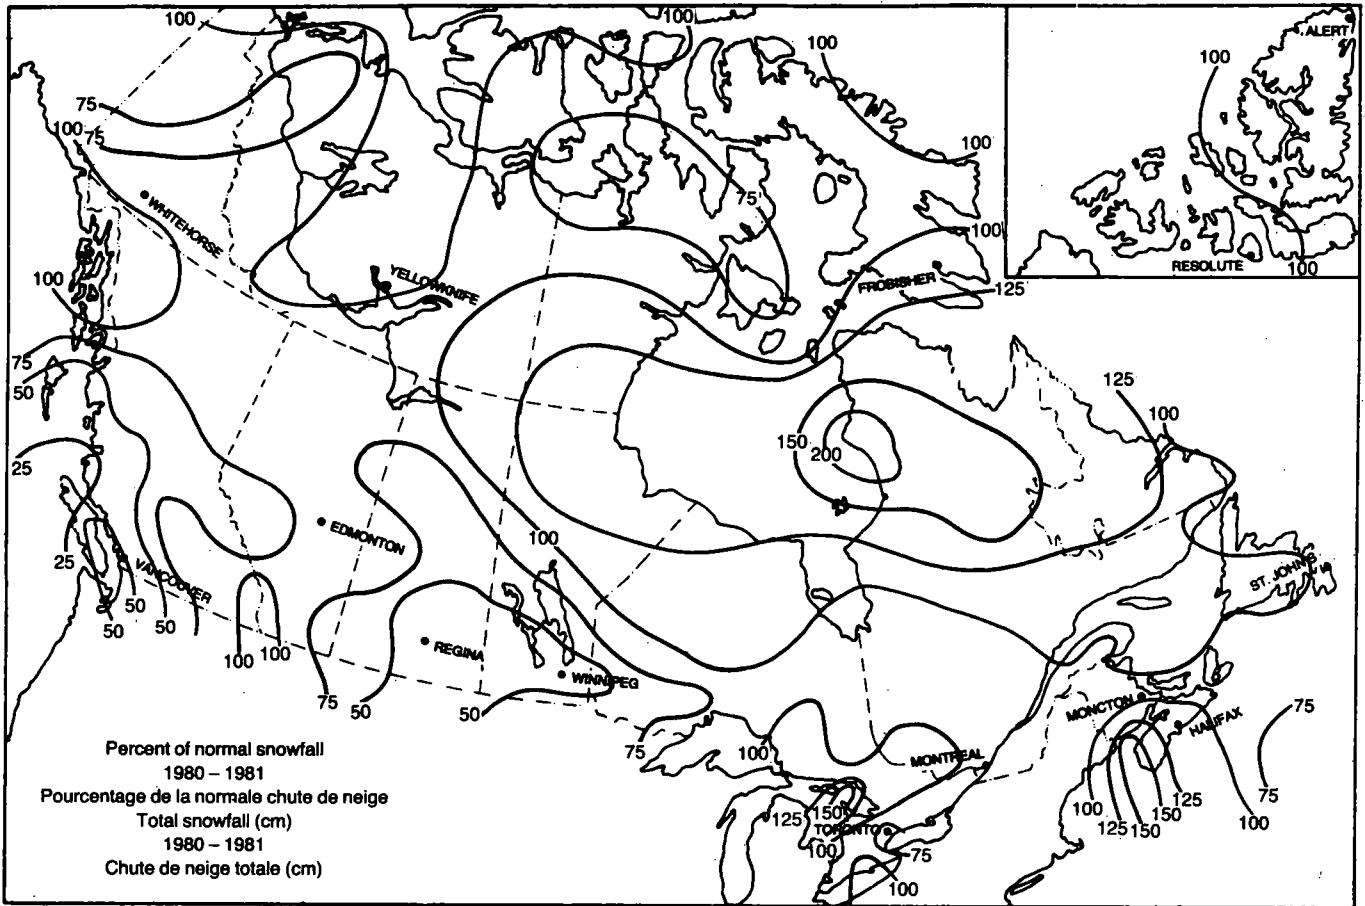 100
100
100
ALERT
100
75
100
75
100
75
WHITEHORSE
100
RESOLUTE
100
100
YELLOWKNIFE
FROBISHER
125
75
50
125
100
150
200
25
EDMONTON
100
25
VANCOUVER
ST. JOHN'S
50
50
50
REGINA
100
100
WINNIPEG
75
50
50
MONCTON
HALIFAX
75
75
100
MONTREAL
Percent of normal snowfall
1980 – 1981
Pourcentage de la normale chute de neige
Total snowfall (cm)
1980 – 1981
Chute de neige totale (cm)
125
150
TORONTO
100
75
100
100
125
150
150
125
100
75